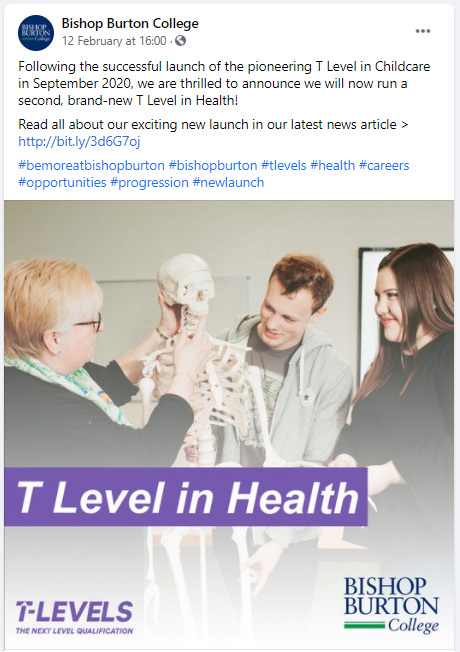 BISHOP
BURTON
College
Bishop Burton College
12 February at 16:00 ·
Following the successful launch of the pioneering T Level in Childcare
in September 2020, we are thrilled to announce we will now run a
second, brand-new T Level in Health!
Read all about our exciting new launch in our latest news article >
http://bit.ly/3d6G7oj
#bemoreatbishopburton #bishopburton #tlevels #health #careers
#opportunities #progression #newlaunch
T Level in Health
T-LEVELS
THE NEXT LEVEL QUALIFICATION
BISHOP
BURTON
College